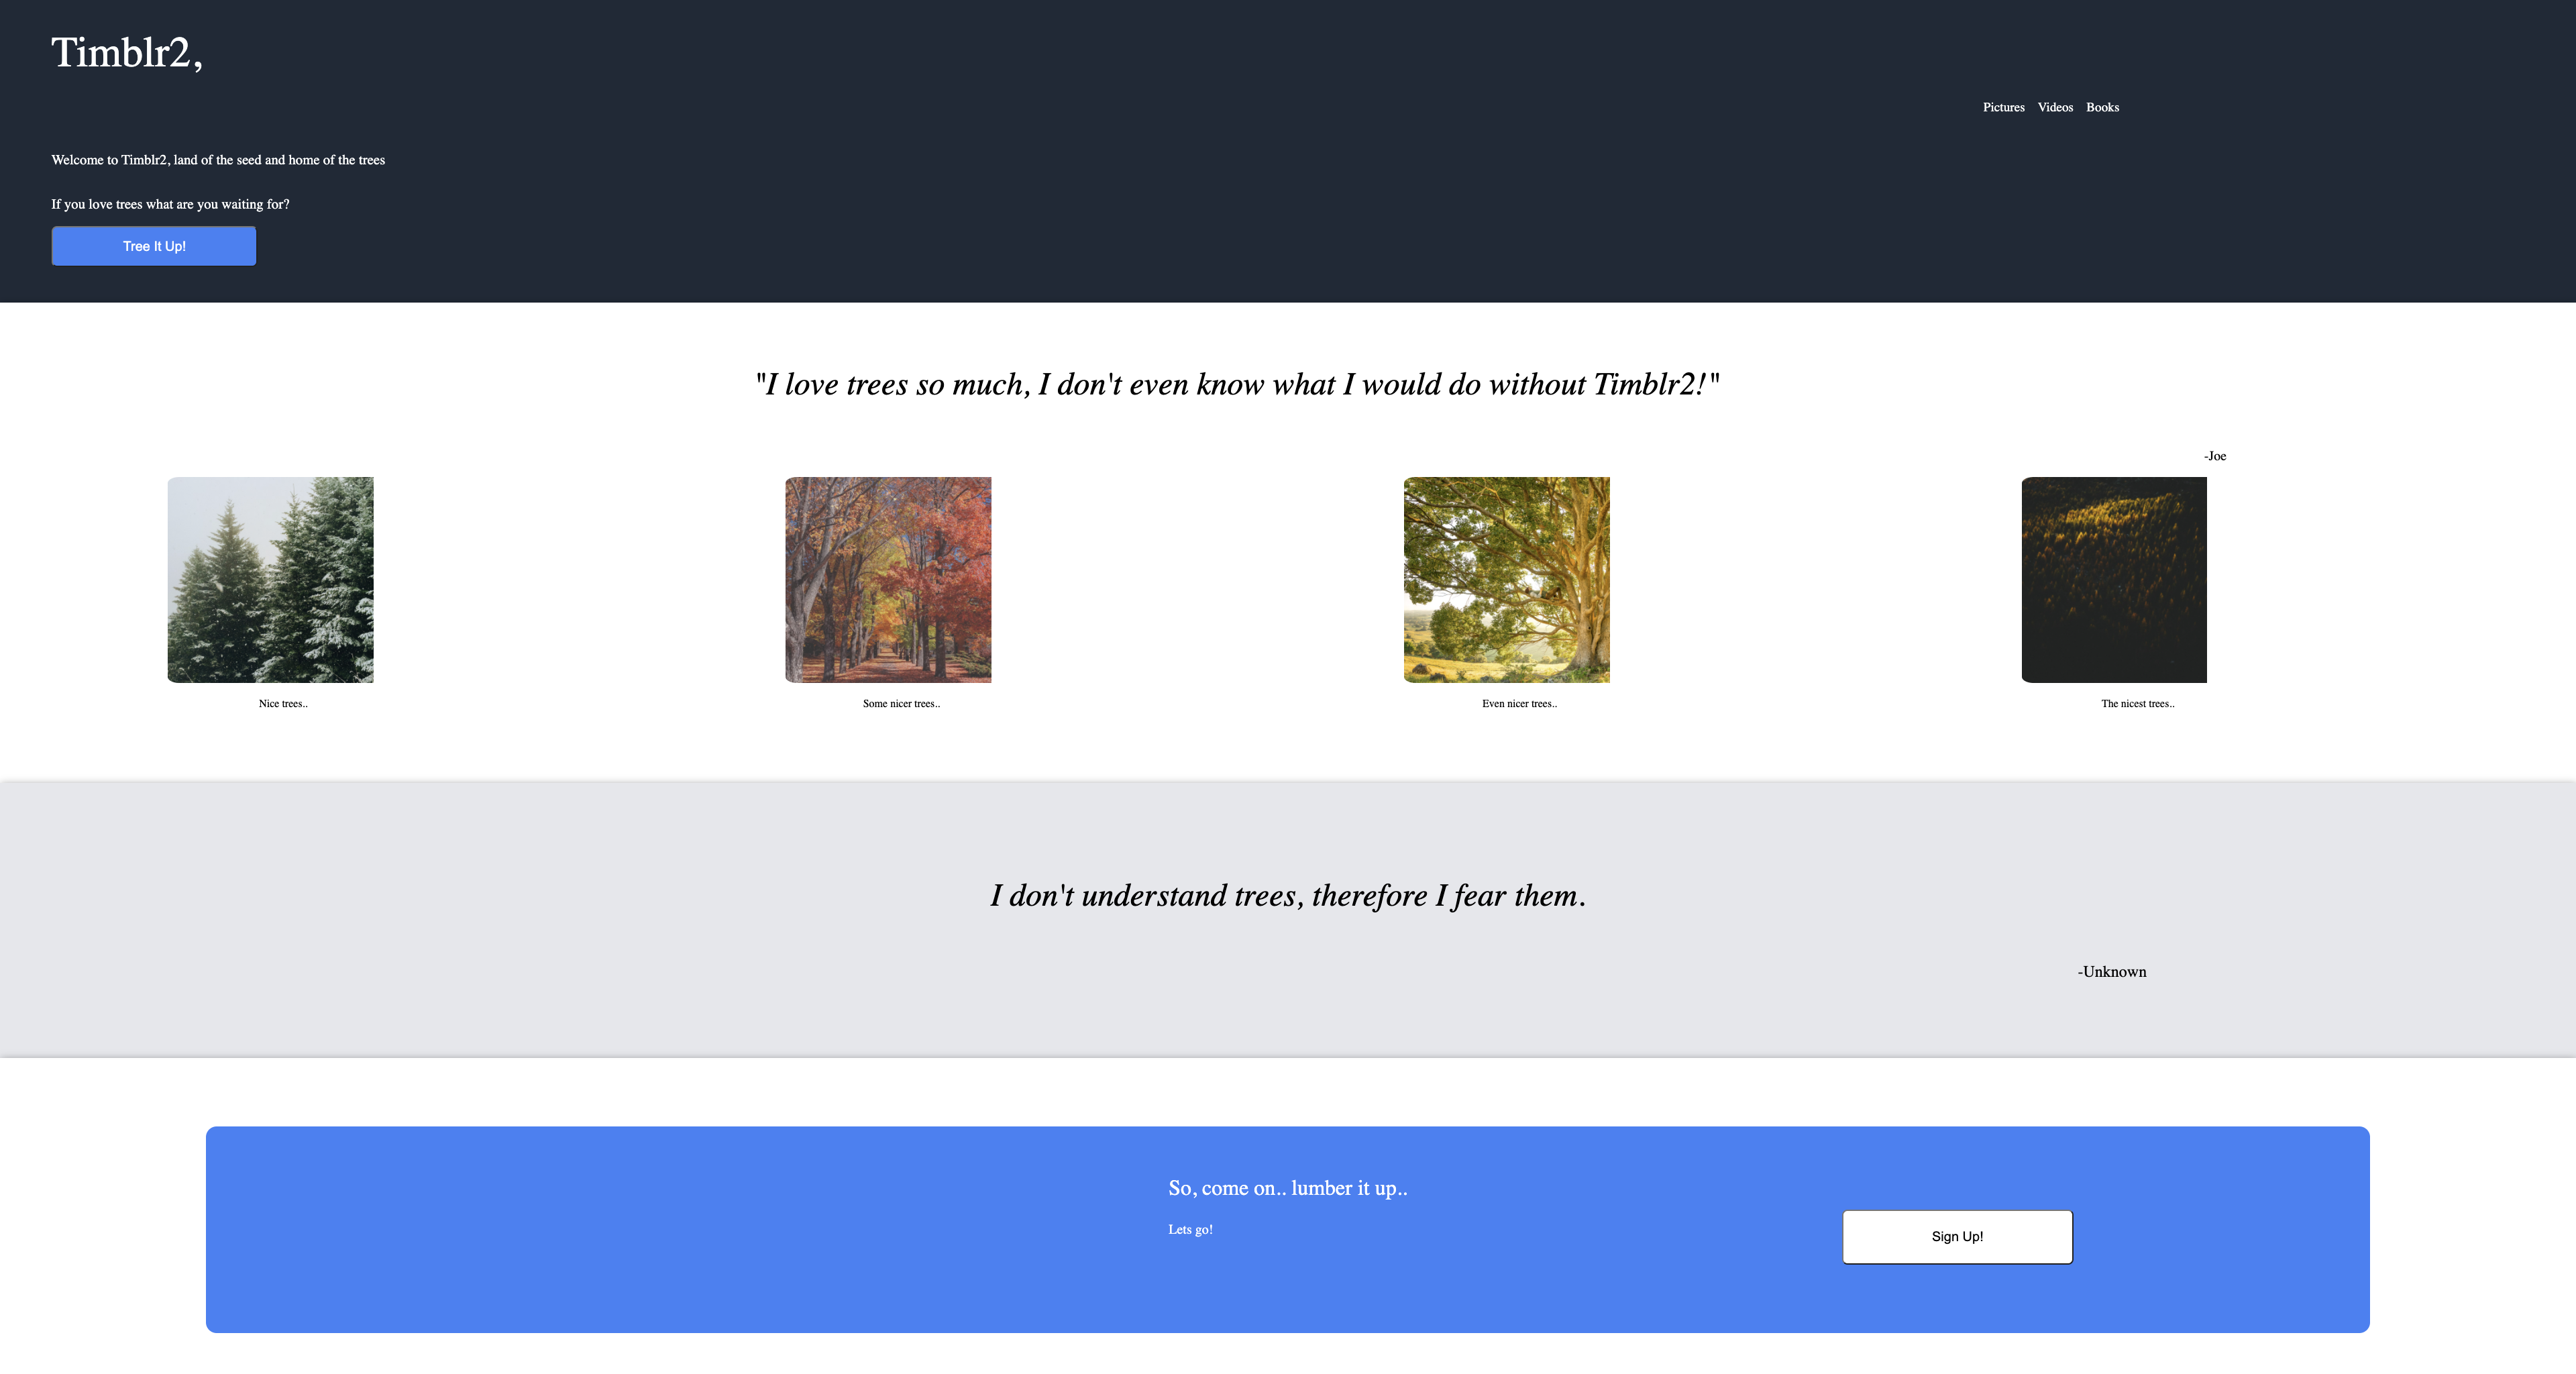 Timblr2,
Pictures Videos Books
Welcome to Timblr2, land of the seed and home of the trees
If you love trees what are you waiting for?
Tree It Up!
"I love trees so much, I don't even know what I would do without Timblr2!"
-Joe
Nice trees..
Some nicer trees..
Even nicer trees..
The nicest trees..
I don't understand trees, therefore I fear them.
-Unknown
So, come on.. lumber it up..
Lets go!
Sign Up!